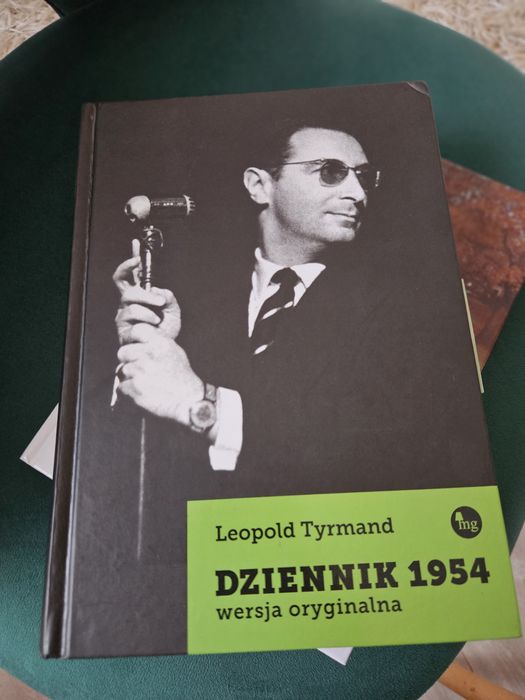 Leopold Tyrmand
mg
DZIENNIK 1954
wersja oryginalna